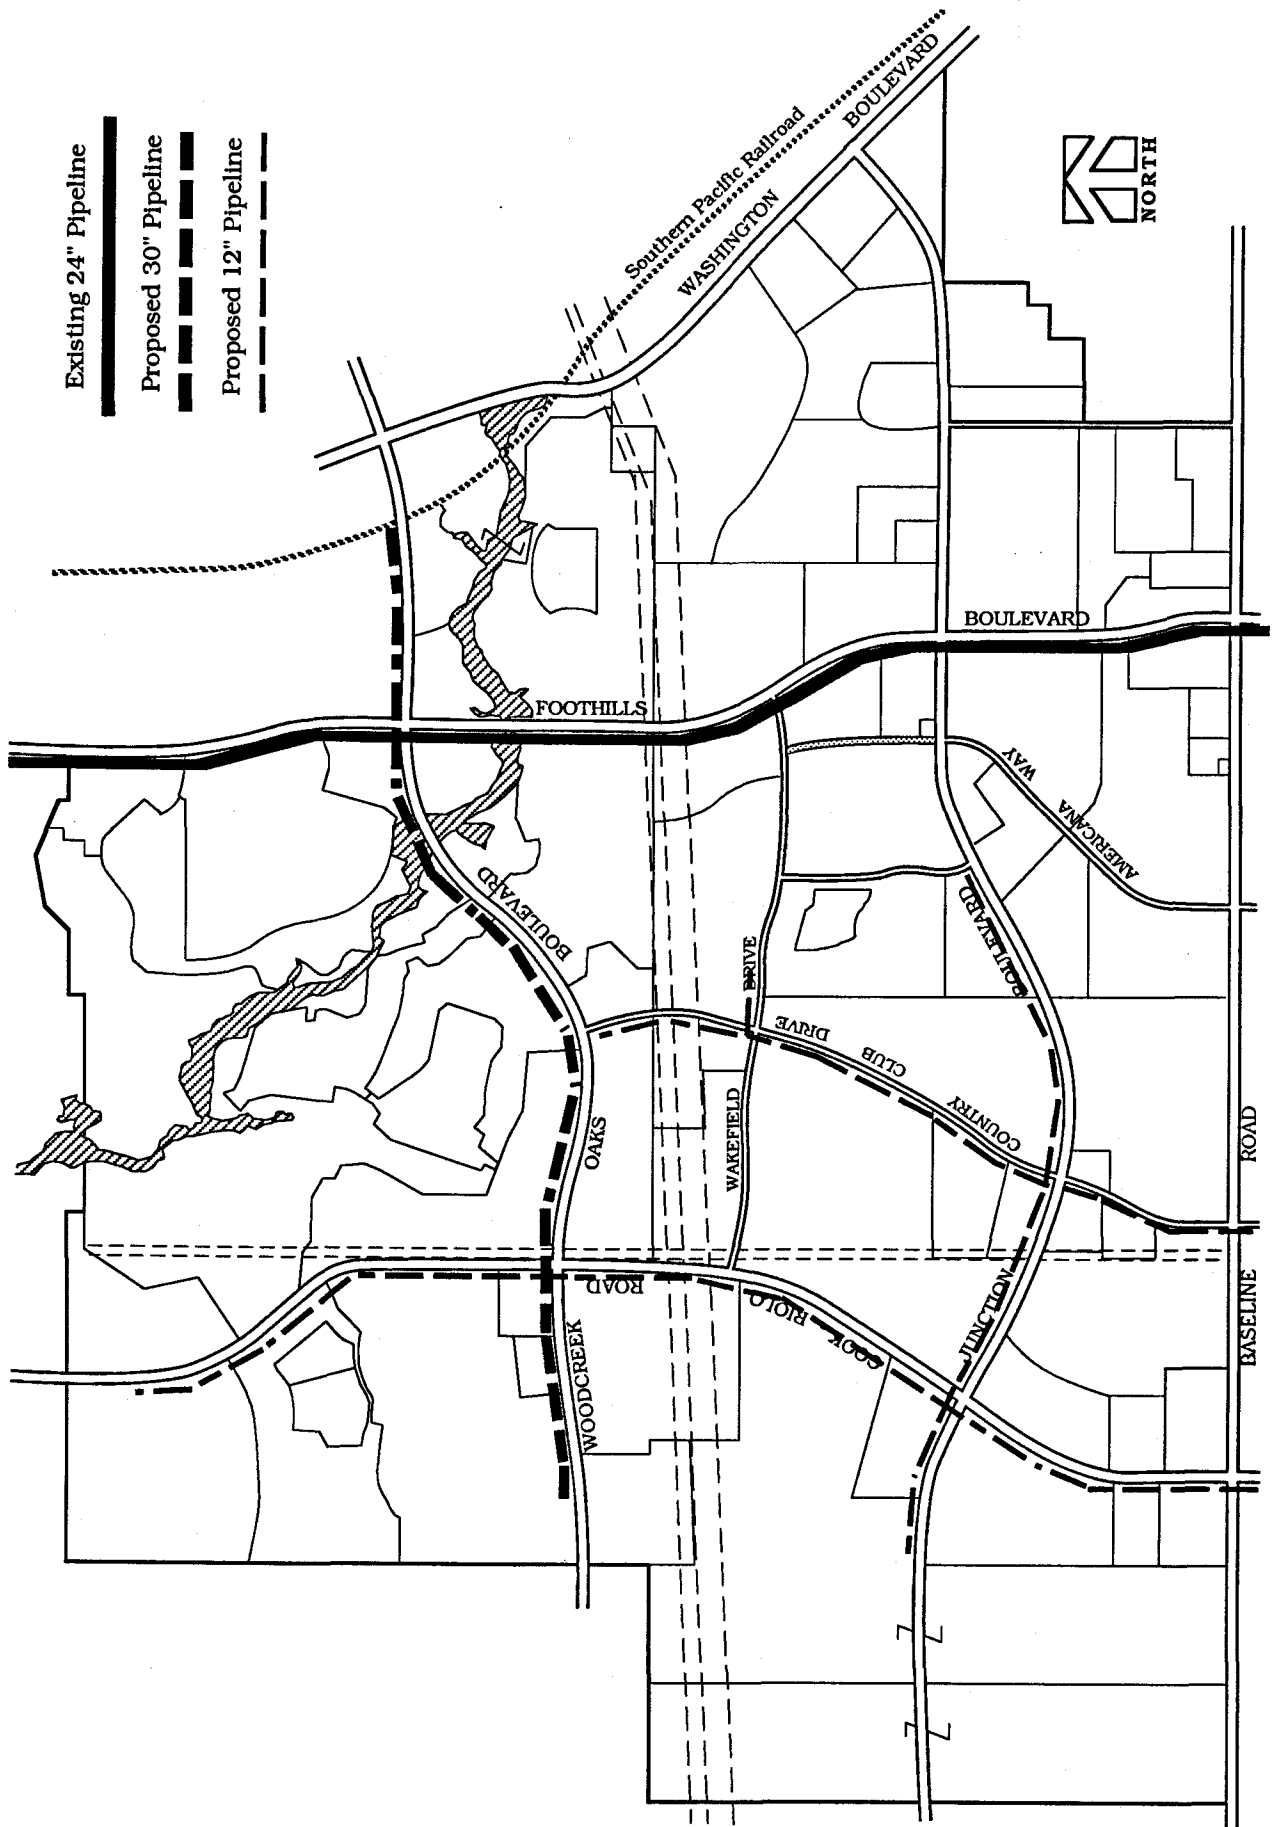 Existing 24" Pipeline
Proposed 30" Pipeline
Proposed 12" Pipeline
NORTH
Southern Pacific Railroad
WASHINGTON
BOULEVARD
FOOTHILLS
BOULEVARD
WOODCREEK
OAKS
BOULEVARD
WAKEFIELD
DRIVE
COUNTRY
CLUB
DRIVE
AMERICANA
WAY
JUNCTION
BOULEVARD
COOK
RIOLO
ROAD
BASELINE
ROAD